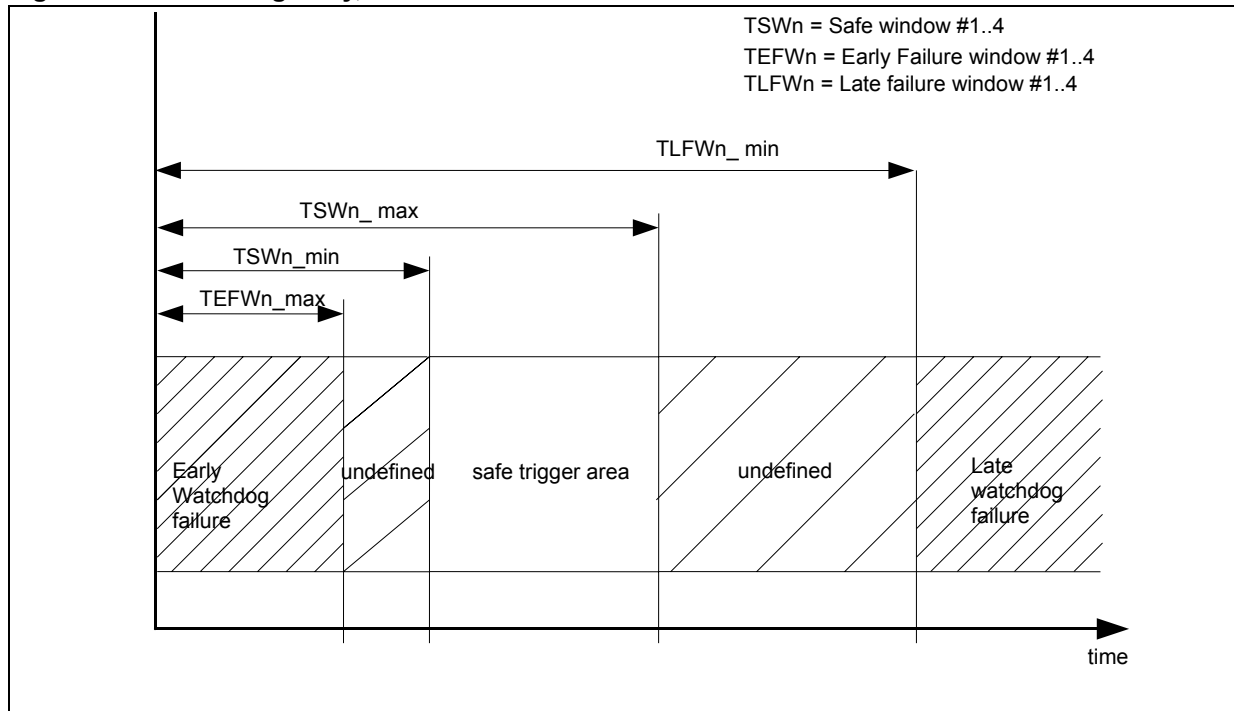 TSWn = Safe window #1..4
TEFWn = Early Failure window #1..4
TLFWn = Late failure window #1..4
TLFWn_ min
TSWn_ max
TSWn_min
TEFWn_max
Early
Watchdog
failure
undefined
safe trigger area
undefined
Late
watchdog
failure
time